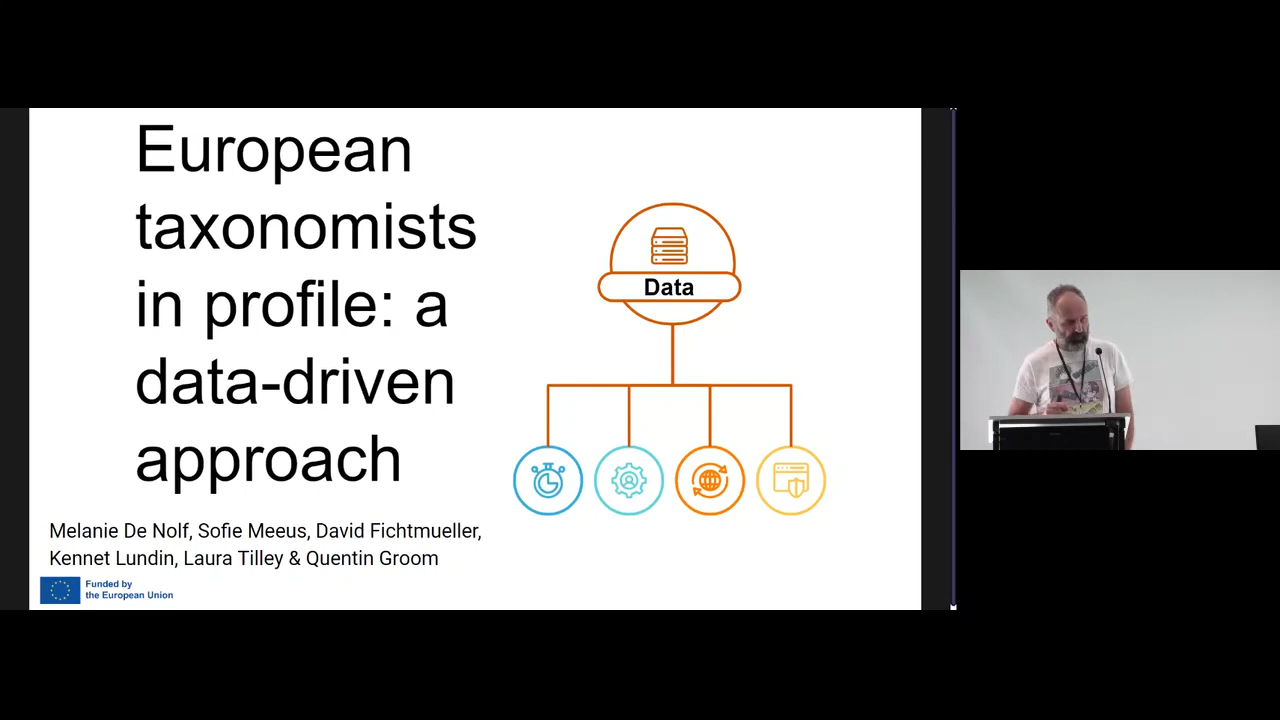 European
taxonomists
in profile: a
data-driven
approach
Data
Melanie De Nolf, Sofie Meeus, David Fichtmueller,
Kennet Lundin, Laura Tilley & Quentin Groom
Funded by
the European Union